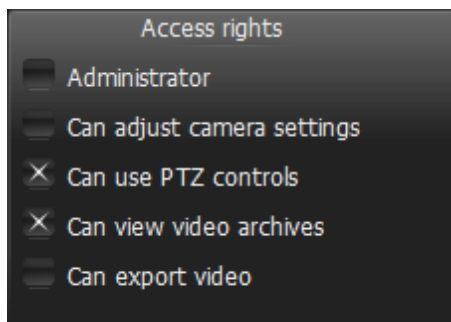 Access rights
Administrator
Can adjust camera settings
Can use PTZ controls
Can view video archives
Can export video